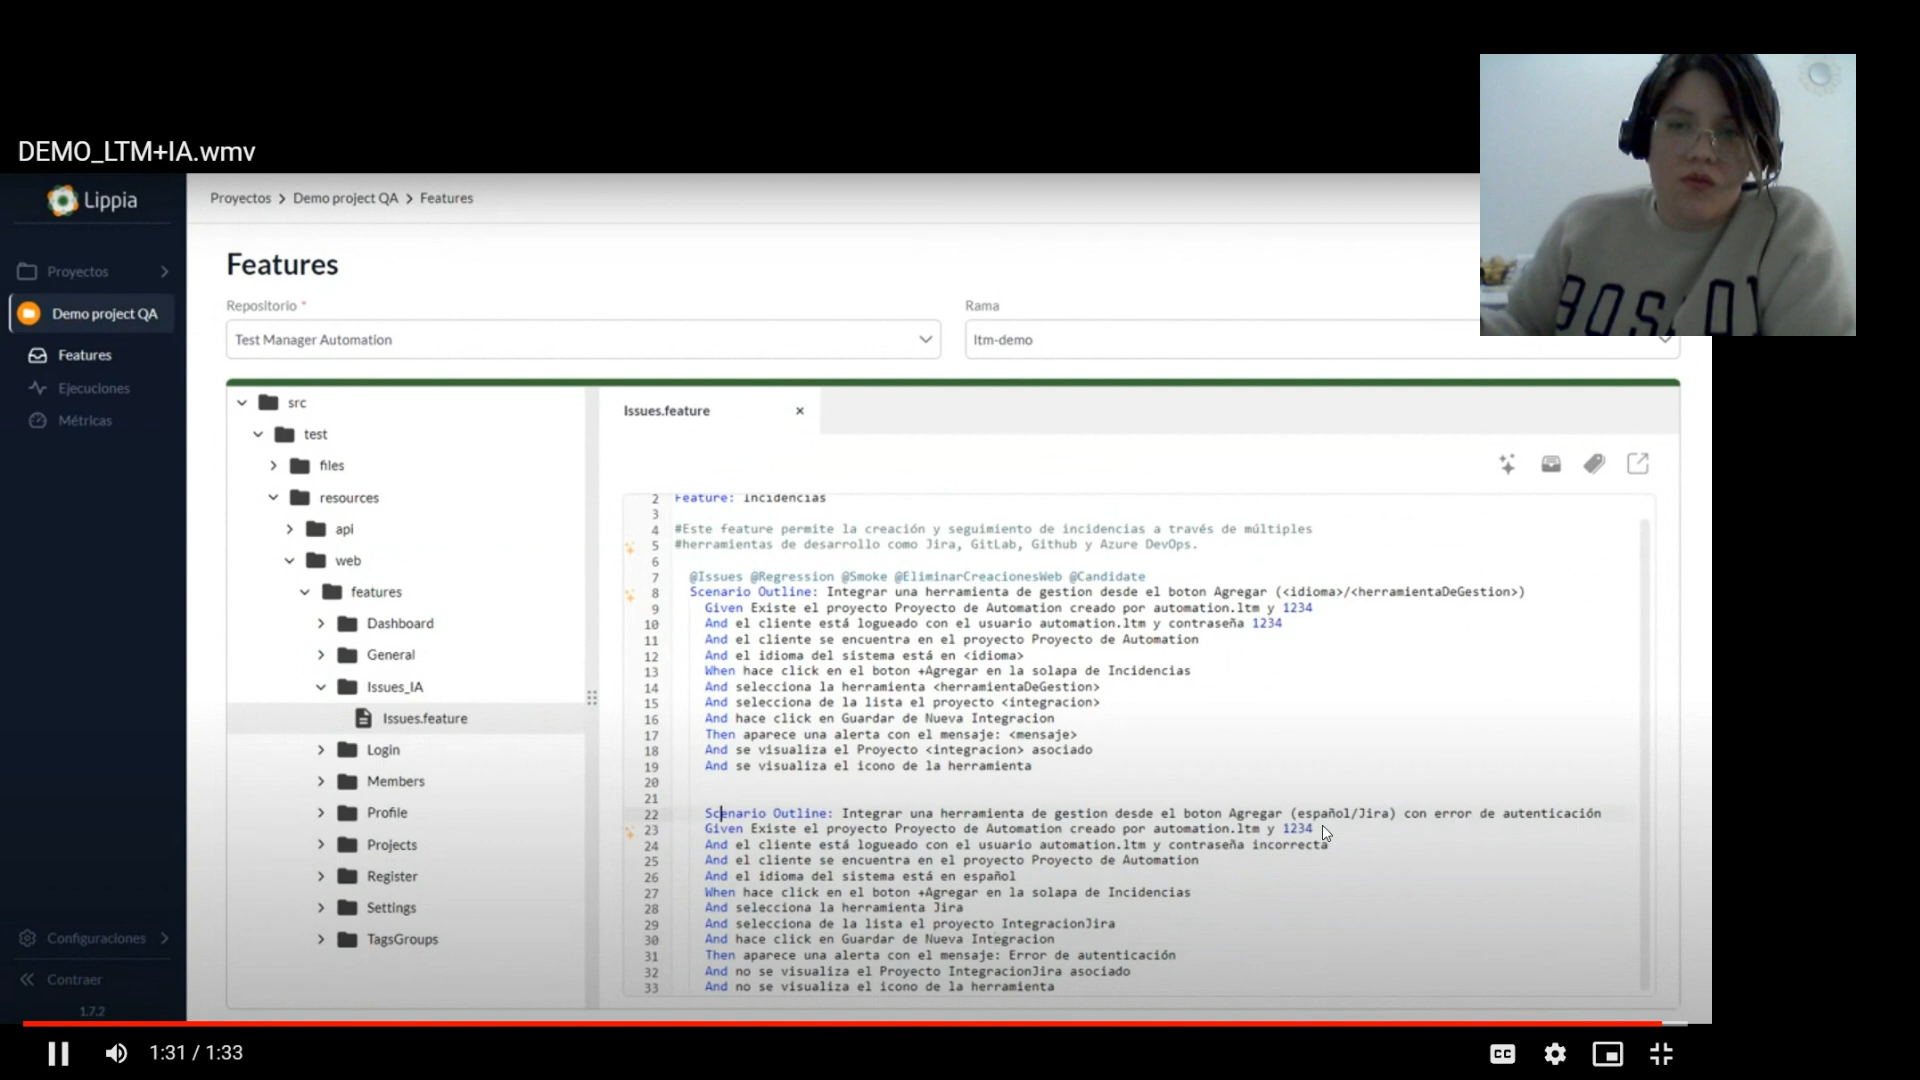 DEMO_LTM+IA.wmv
Lippia
Proyectos
Demo project QA
Features
Ejecuciones
Métricas
Configuraciones
Contraer
1.7.2
Proyectos > Demo project QA > Features
Features
Repositorio *
Test Manager Automation
Rama
ltm-demo
src
test
files
resources
api
web
features
Dashboard
General
Issues_IA
Issues.feature
Login
Members
Profile
Projects
Register
Settings
TagsGroups
Issues.feature ×
2 Feature: Incidencias
3
4 #Este feature permite la creación y seguimiento de incidencias a través de múltiples
5 #herramientas de desarrollo como Jira, GitLab, Github y Azure DevOps.
6
7 @Issues @Regression @Smoke @EliminarCreacionesWeb @Candidate
8 Scenario Outline: Integrar una herramienta de gestion desde el boton Agregar (<idioma>/<herramientaDeGestion>)
9 Given Existe el proyecto Proyecto de Automation creado por automation.ltm y 1234
10 And el cliente está logueado con el usuario automation.ltm y contraseña 1234
11 And el cliente se encuentra en el proyecto Proyecto de Automation
12 And el idioma del sistema está en <idioma>
13 When hace click en el boton +Agregar en la solapa de Incidencias
14 And selecciona la herramienta <herramientaDeGestion>
15 And selecciona de la lista el proyecto <integracion>
16 And hace click en Guardar de Nueva Integracion
17 Then aparece una alerta con el mensaje: <mensaje>
18 And se visualiza el Proyecto <integracion> asociado
19 And se visualiza el icono de la herramienta
20
21
22 Scenario Outline: Integrar una herramienta de gestion desde el boton Agregar (español/Jira) con error de autenticación
23 Given Existe el proyecto Proyecto de Automation creado por automation.ltm y 1234
24 And el cliente está logueado con el usuario automation.ltm y contraseña incorrecta
25 And el cliente se encuentra en el proyecto Proyecto de Automation
26 And el idioma del sistema está en español
27 When hace click en el boton +Agregar en la solapa de Incidencias
28 And selecciona la herramienta Jira
29 And selecciona de la lista el proyecto IntegracionJira
30 And hace click en Guardar de Nueva Integracion
31 Then aparece una alerta con el mensaje: Error de autenticación
32 And no se visualiza el Proyecto IntegracionJira asociado
33 And no se visualiza el icono de la herramienta
1:31 / 1:33
CC